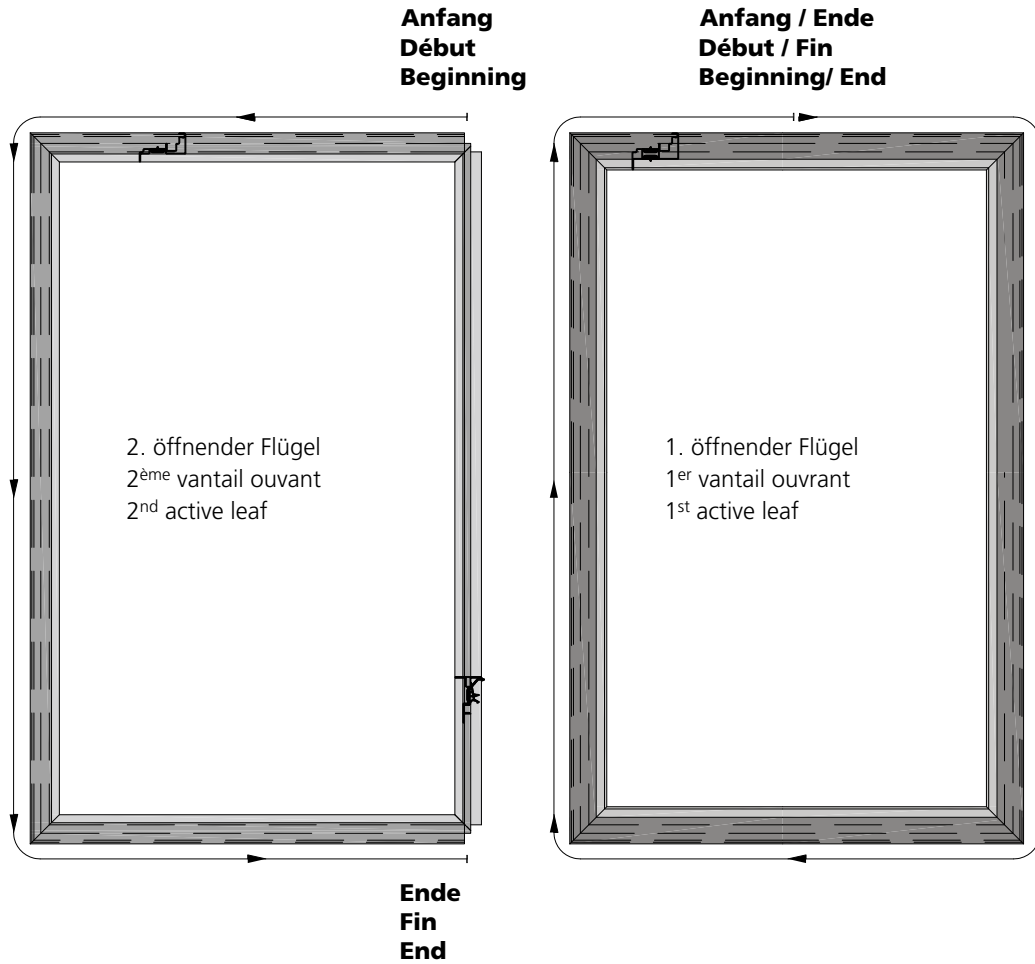 Anfang
Début
Beginning
Anfang / Ende
Début / Fin
Beginning/ End
2. öffnender Flügel
2ème vantail ouvant
2nd active leaf
1. öffnender Flügel
1er vantail ouvrant
1st active leaf
Ende
Fin
End